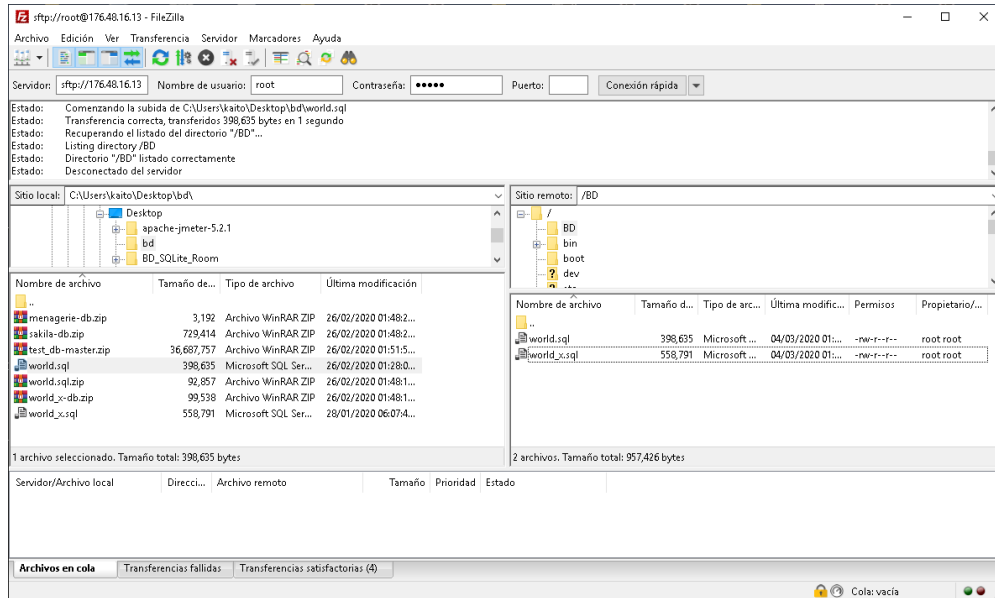 sftp://root@176.48.16.13 - FileZilla
Archivo Edición Ver Transferencia Servidor Marcadores Ayuda
Servidor: sftp://176.48.16.13 Nombre de usuario: root Contraseña: ●●●●● Puerto: Conexión rápida
Estado: Comenzando la subida de C:\Users\kaito\Desktop\bd\world.sql
Estado: Transferencia correcta, transferidos 398,635 bytes en 1 segundo
Estado: Recuperando el listado del directorio "/BD"...
Estado: Listing directory /BD
Estado: Directorio "/BD" listado correctamente
Estado: Desconectado del servidor
Sitio local: C:\Users\kaito\Desktop\bd\
Desktop
apache-jmeter-5.2.1
bd
BD_SQLite_Room
Sitio remoto: /BD
/
BD
bin
boot
dev
Nombre de archivo Tamaño de... Tipo de archivo Última modificación
..
menagerie-db.zip 3,192 Archivo WinRAR ZIP 26/02/2020 01:48:2...
sakila-db.zip 729,414 Archivo WinRAR ZIP 26/02/2020 01:48:2...
test_db-master.zip 36,687,757 Archivo WinRAR ZIP 26/02/2020 01:51:5...
world.sql 398,635 Microsoft SQL Ser... 26/02/2020 01:28:0...
world.sql.zip 92,857 Archivo WinRAR ZIP 26/02/2020 01:48:1...
world_x-db.zip 99,538 Archivo WinRAR ZIP 26/02/2020 01:48:1...
world_x.sql 558,791 Microsoft SQL Ser... 28/01/2020 06:07:4...
1 archivo seleccionado. Tamaño total: 398,635 bytes
Nombre de archivo Tamaño d... Tipo de arc... Última modific... Permisos Propietario/...
..
world.sql 398,635 Microsoft ... 04/03/2020 01:... -rw-r--r-- root root
world_x.sql 558,791 Microsoft ... 04/03/2020 01:... -rw-r--r-- root root
2 archivos. Tamaño total: 957,426 bytes
Servidor/Archivo local Direcci... Archivo remoto Tamaño Prioridad Estado
Archivos en cola Transferencias fallidas Transferencias satisfactorias (4)
Cola: vacía